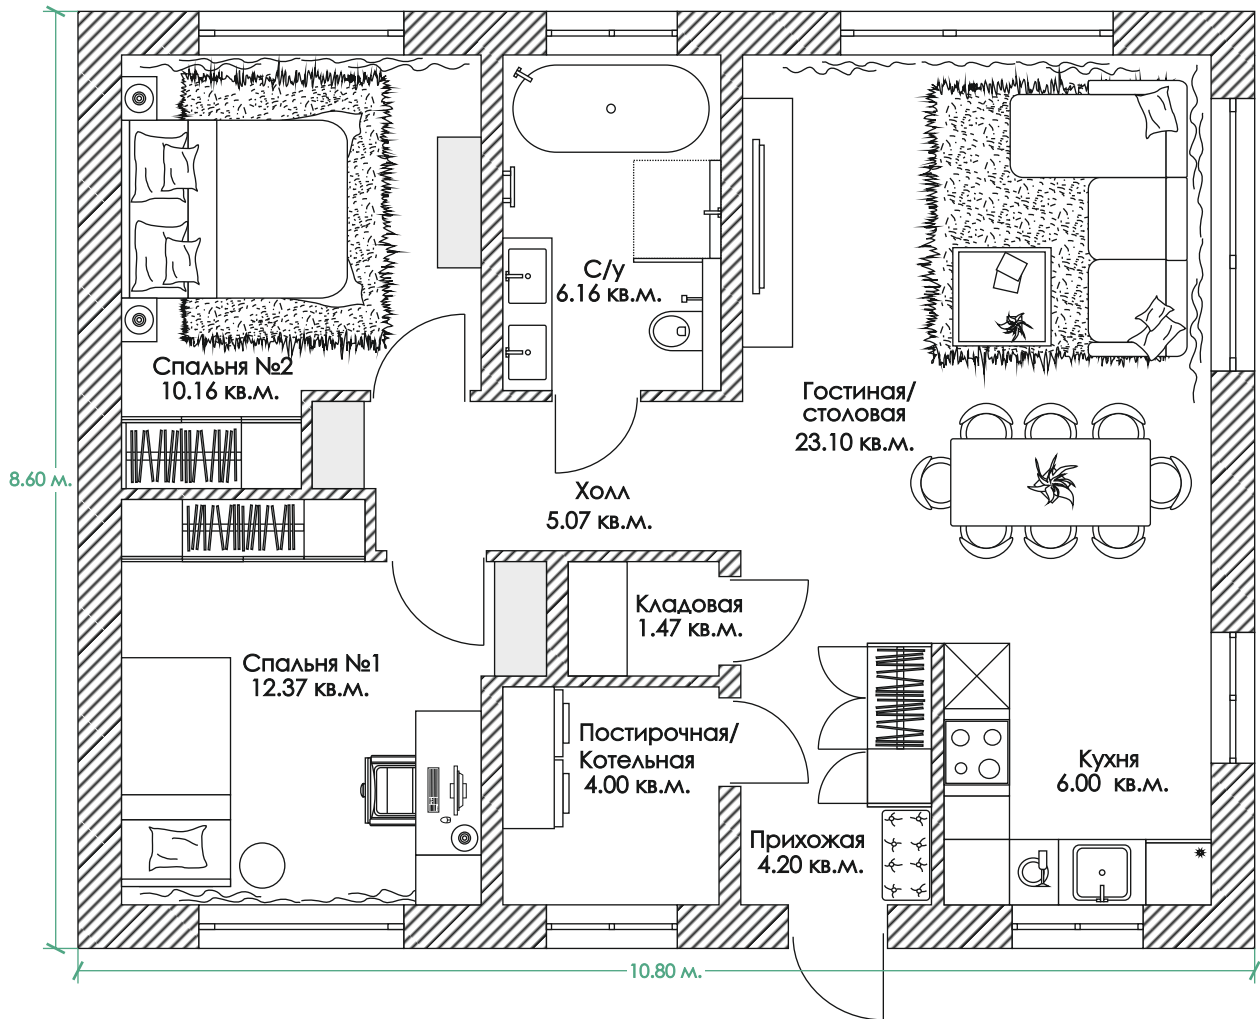 С/у
6.16 кв.м.
Спальня №2
10.16 кв.м.
Гостиная/
столовая
23.10 кв.м.
8.60 м.
Холл
5.07 кв.м.
Кладовая
1.47 кв.м.
Спальня №1
12.37 кв.м.
Постирочная/
Котельная
4.00 кв.м.
Кухня
6.00 кв.м.
Прихожая
4.20 кв.м.
10.80 м.